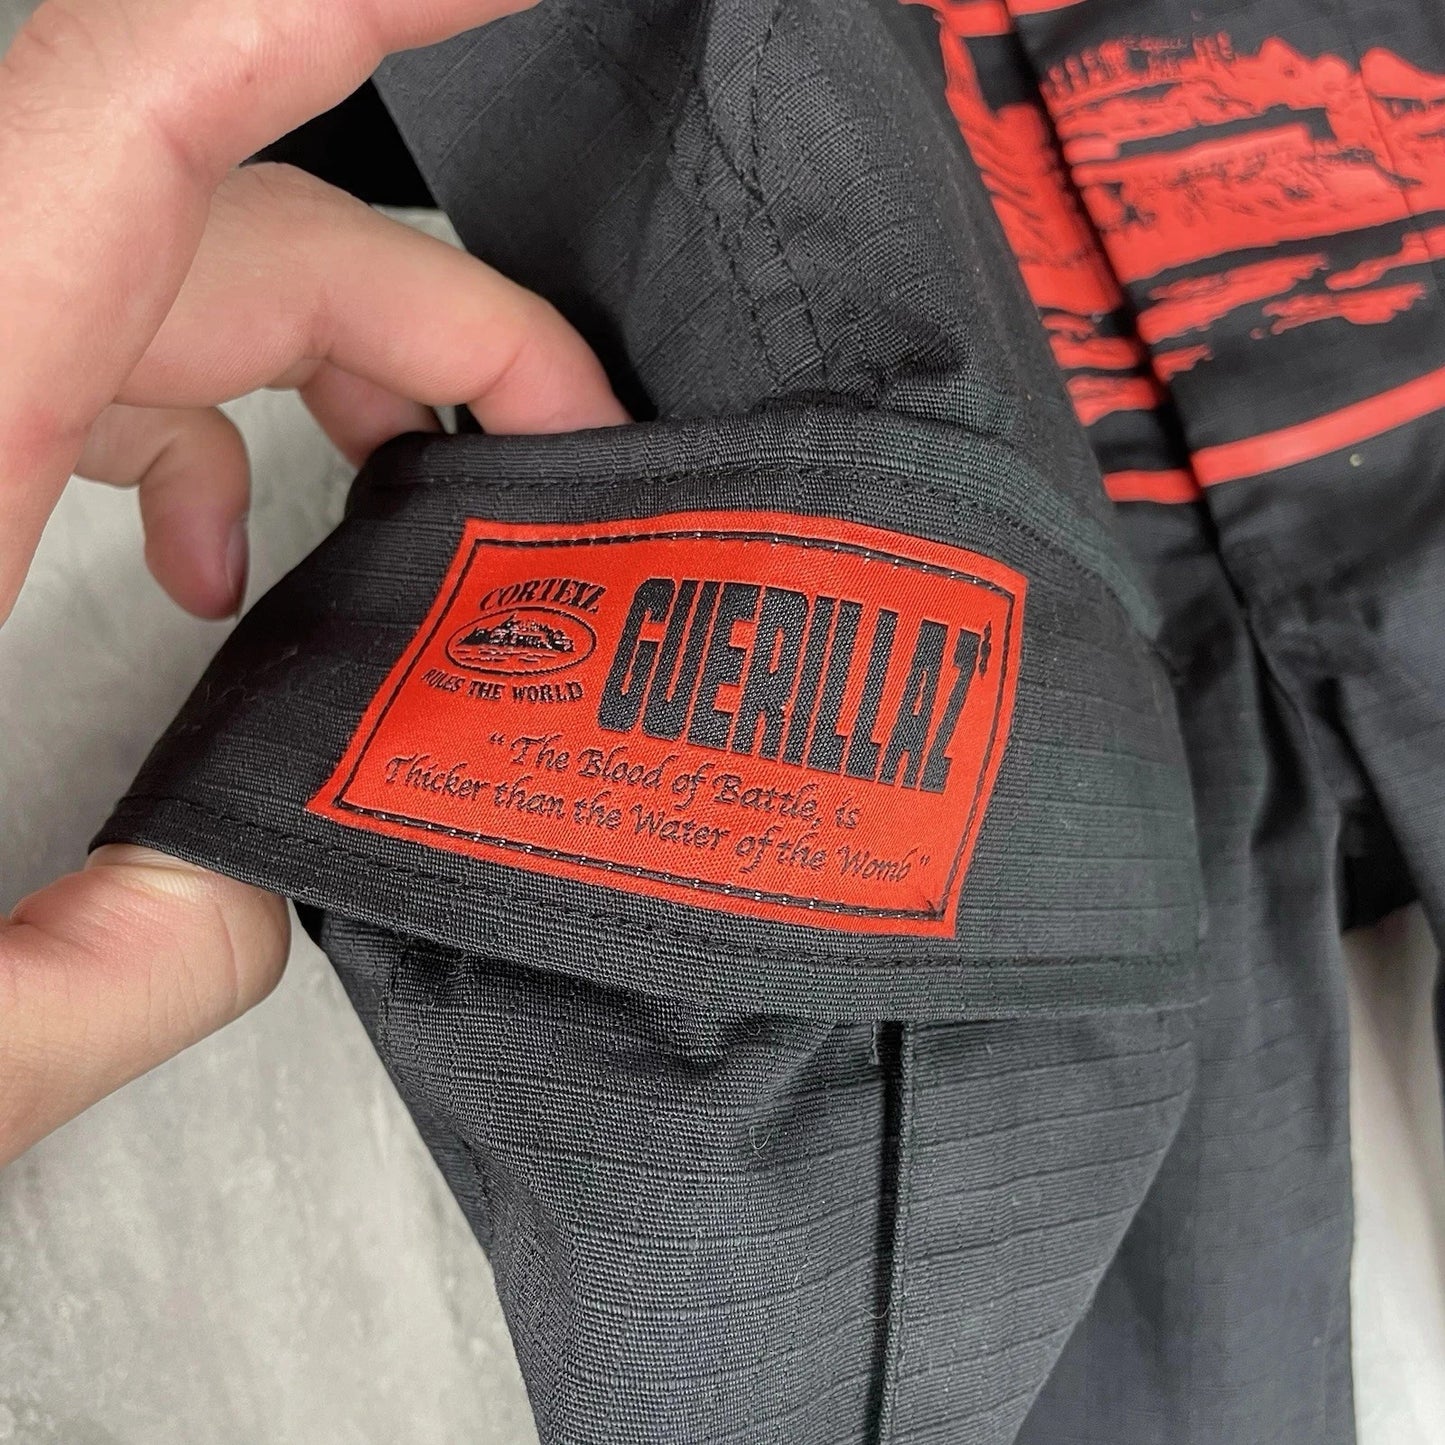 CORTEIZ
RULES THE WORLD
GUERILLAZ
“The Blood of Battle, is
Thicker than the Water of the Womb”